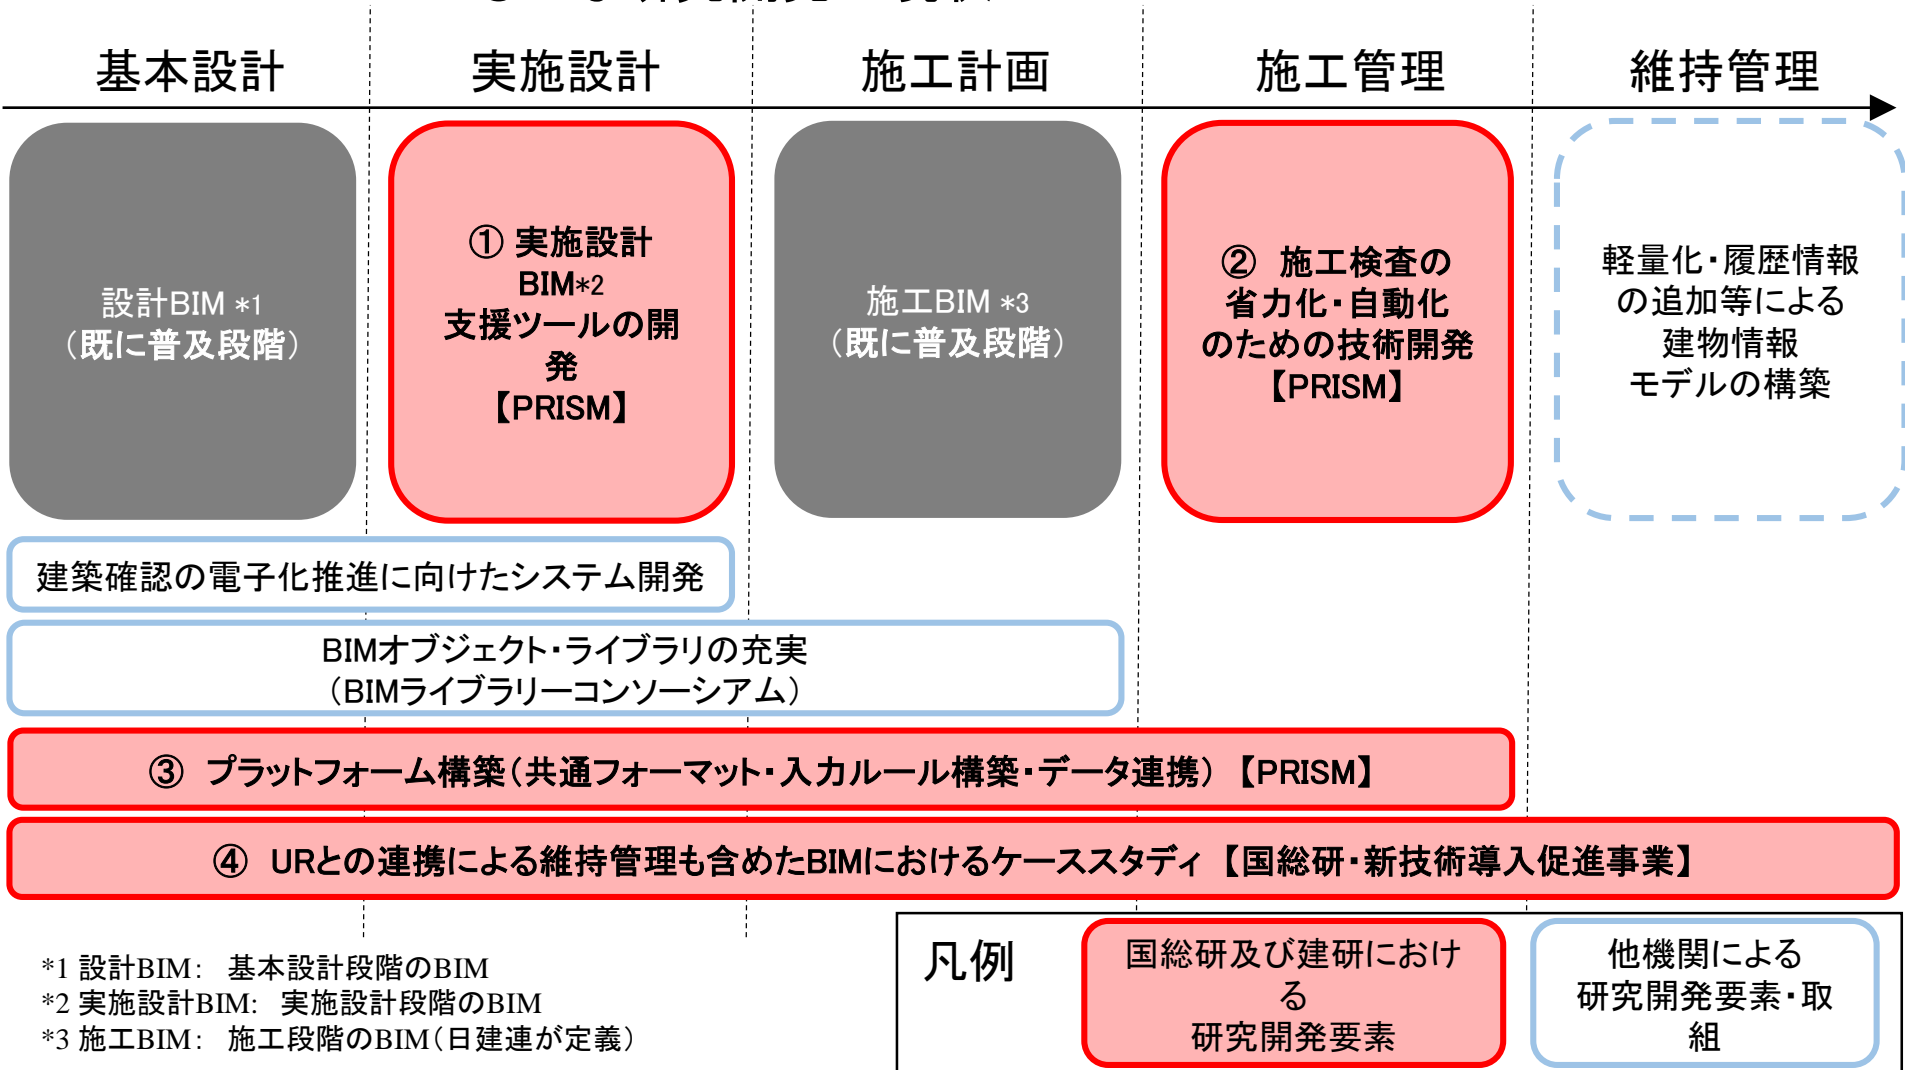 基本設計
実施設計
施工計画
施工管理
維持管理
設計BIM *1
（既に普及段階）
① 実施設計
BIM*2
支援ツールの開
発
【PRISM】
施工BIM *3
（既に普及段階）
② 施工検査の
省力化・自動化
のための技術開発
【PRISM】
軽量化・履歴情報
の追加等による
建物情報
モデルの構築
建築確認の電子化推進に向けたシステム開発
BIMオブジェクト・ライブラリの充実
（BIMライブラリーコンソーシアム）
③ プラットフォーム構築（共通フォーマット・入力ルール構築・データ連携）【PRISM】
④ URとの連携による維持管理も含めたBIMにおけるケーススタディ【国総研・新技術導入促進事業】
*1 設計BIM： 基本設計段階のBIM
*2 実施設計BIM: 実施設計段階のBIM
*3 施工BIM： 施工段階のBIM（日建連が定義）
凡例
国総研及び建研におけ
る
研究開発要素
他機関による
研究開発要素・取
組